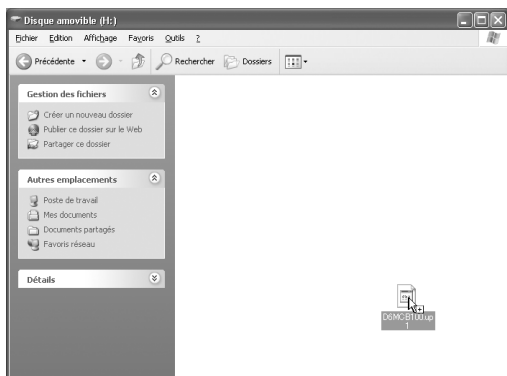 Disque amovible (H:)
Fichier Edition Affichage Favoris Outils ?
Précédente Rechercher Dossiers
Gestion des fichiers
Créer un nouveau dossier
Publier ce dossier sur le Web
Partager ce dossier
Autres emplacements
Poste de travail
Mes documents
Documents partagés
Favoris réseau
Détails
D6MCB100.up
1